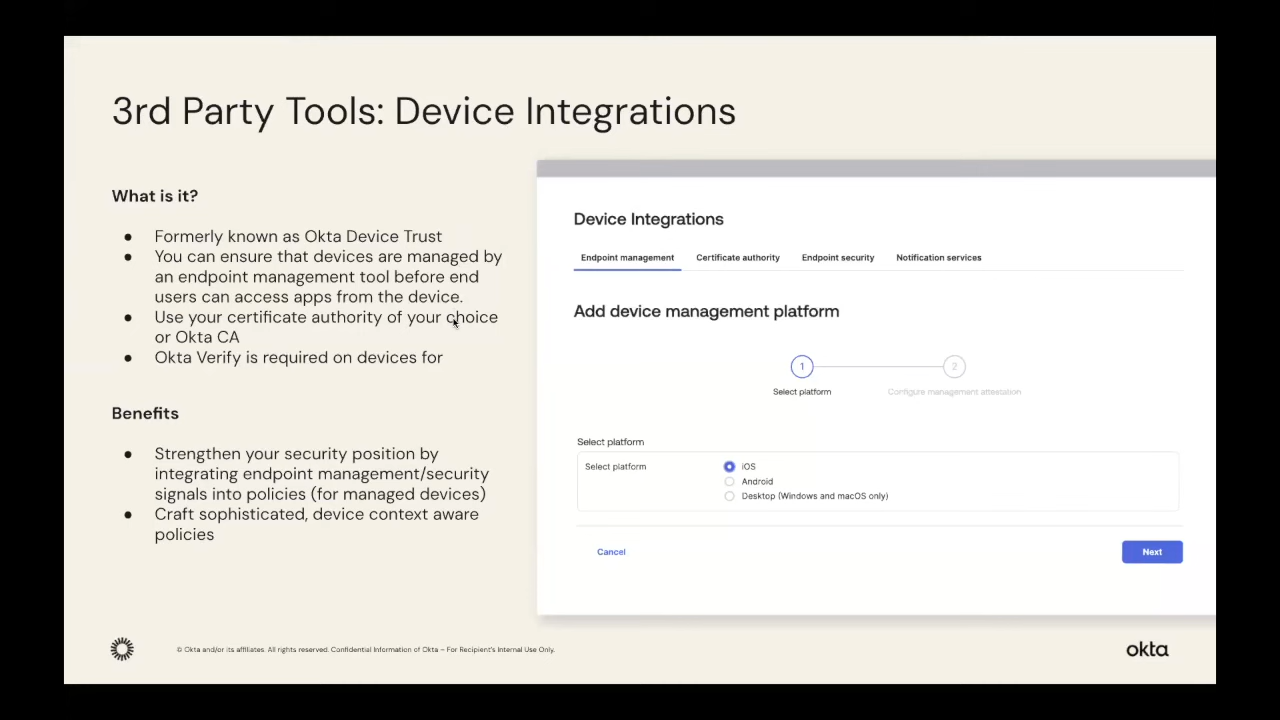 3rd Party Tools: Device Integrations
What is it?
● Formerly known as Okta Device Trust
● You can ensure that devices are managed by
an endpoint management tool before end
users can access apps from the device.
● Use your certificate authority of your choice
or Okta CA
● Okta Verify is required on devices for
Benefits
● Strengthen your security position by
integrating endpoint management/security
signals into policies (for managed devices)
● Craft sophisticated, device context aware
policies
Device Integrations
Endpoint management Certificate authority Endpoint security Notification services
Add device management platform
1 2
Select platform Configure management attestation
Select platform
Select platform iOS
Android
Desktop (Windows and macOS only)
Cancel Next
© Okta and/or its affiliates. All rights reserved. Confidential Information of Okta – For Recipient's Internal Use Only.
okta